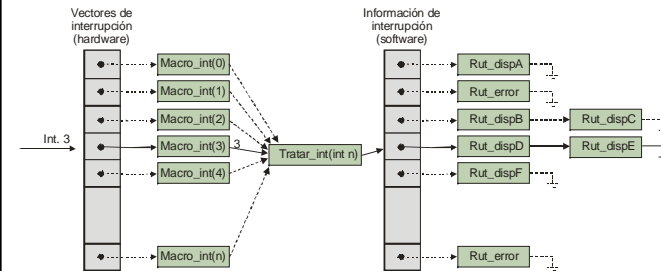 Vectores de
interrupción
(hardware)
Información de
interrupción
(software)
Macro_int(0)
Rut_dispA
Macro_int(1)
Rut_error
Macro_int(2)
Rut_dispB
Rut_dispC
Int. 3
Macro_int(3)
3
Tratar_int(int n)
Rut_dispD
Rut_dispE
Macro_int(4)
Rut_dispF
Macro_int(n)
Rut_error